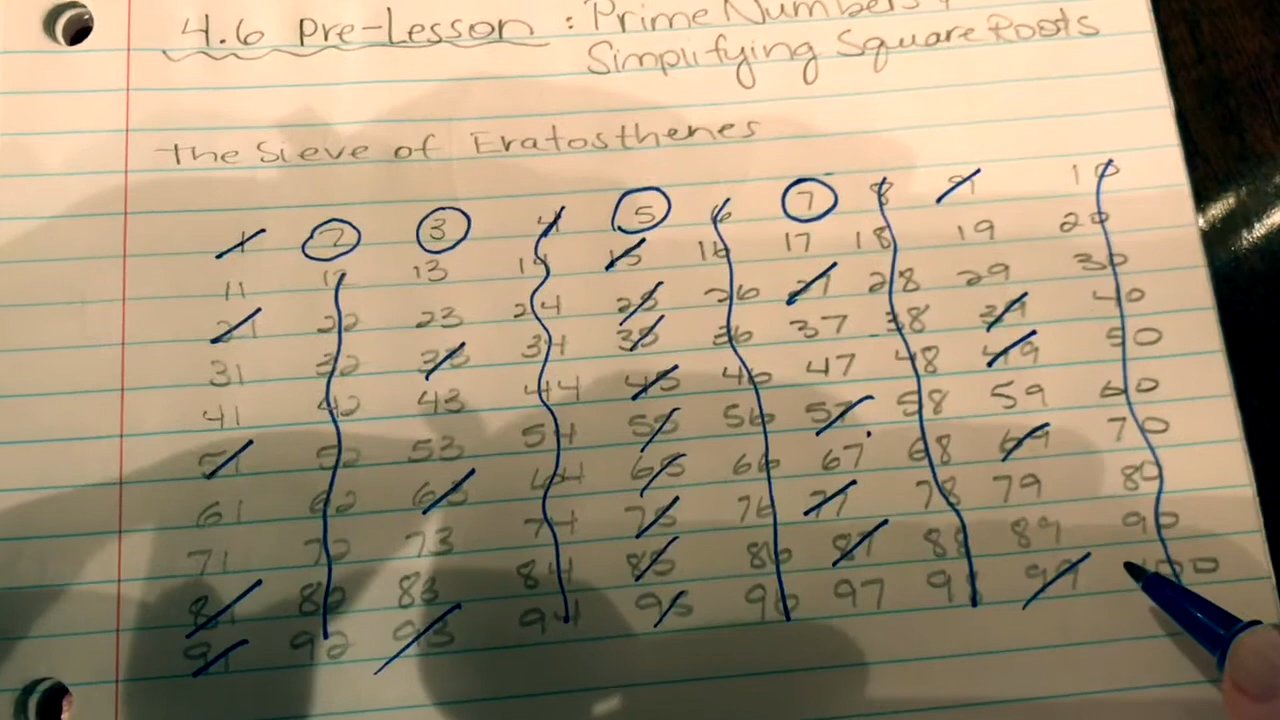 4.6 Pre-Lesson : Prime Numbers
Simplifying Square Roots
The Sieve of Eratosthenes
1 2 3 4 5 6 7 8 9 10
11 12 13 14 15 16 17 18 19 20
21 22 23 24 25 26 27 28 29 30
31 32 33 34 35 36 37 38 39 40
41 42 43 44 45 46 47 48 49 50
51 52 53 54 55 56 57 58 59 60
61 62 63 64 65 66 67 68 69 70
71 72 73 74 75 76 77 78 79 80
81 82 83 84 85 86 87 88 89 90
91 92 93 94 95 96 97 98 99 100